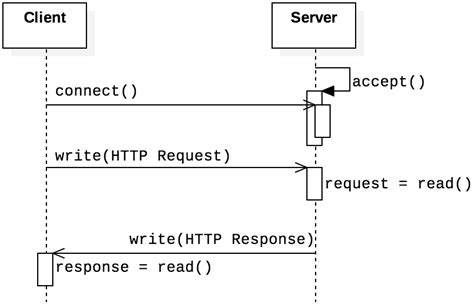 Client
Server
accept()
connect()
write(HTTP Request)
request = read()
write(HTTP Response)
response = read()